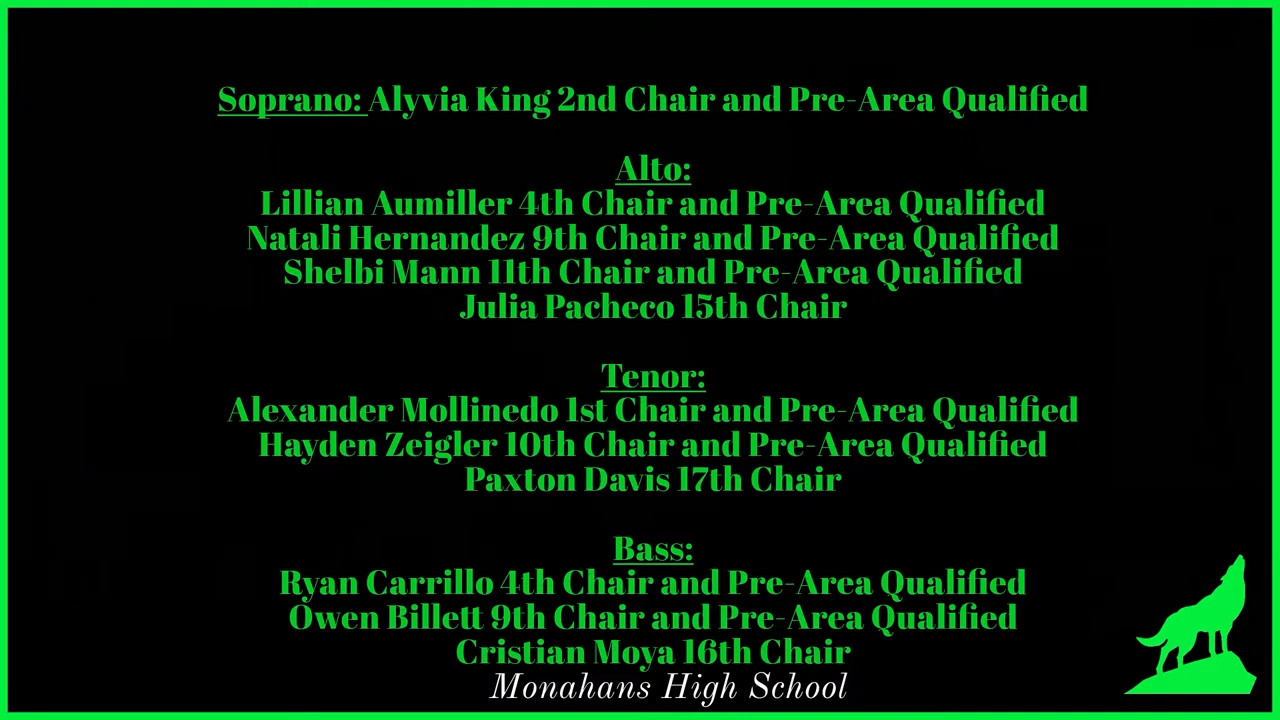 Soprano: Alyvia King 2nd Chair and Pre-Area Qualified
Alto:
Lillian Aumiller 4th Chair and Pre-Area Qualified
Natali Hernandez 9th Chair and Pre-Area Qualified
Shelbi Mann 11th Chair and Pre-Area Qualified
Julia Pacheco 15th Chair
Tenor:
Alexander Mollinedo 1st Chair and Pre-Area Qualified
Hayden Zeigler 10th Chair and Pre-Area Qualified
Paxton Davis 17th Chair
Bass:
Ryan Carrillo 4th Chair and Pre-Area Qualified
Owen Billett 9th Chair and Pre-Area Qualified
Cristian Moya 16th Chair
Monahans High School